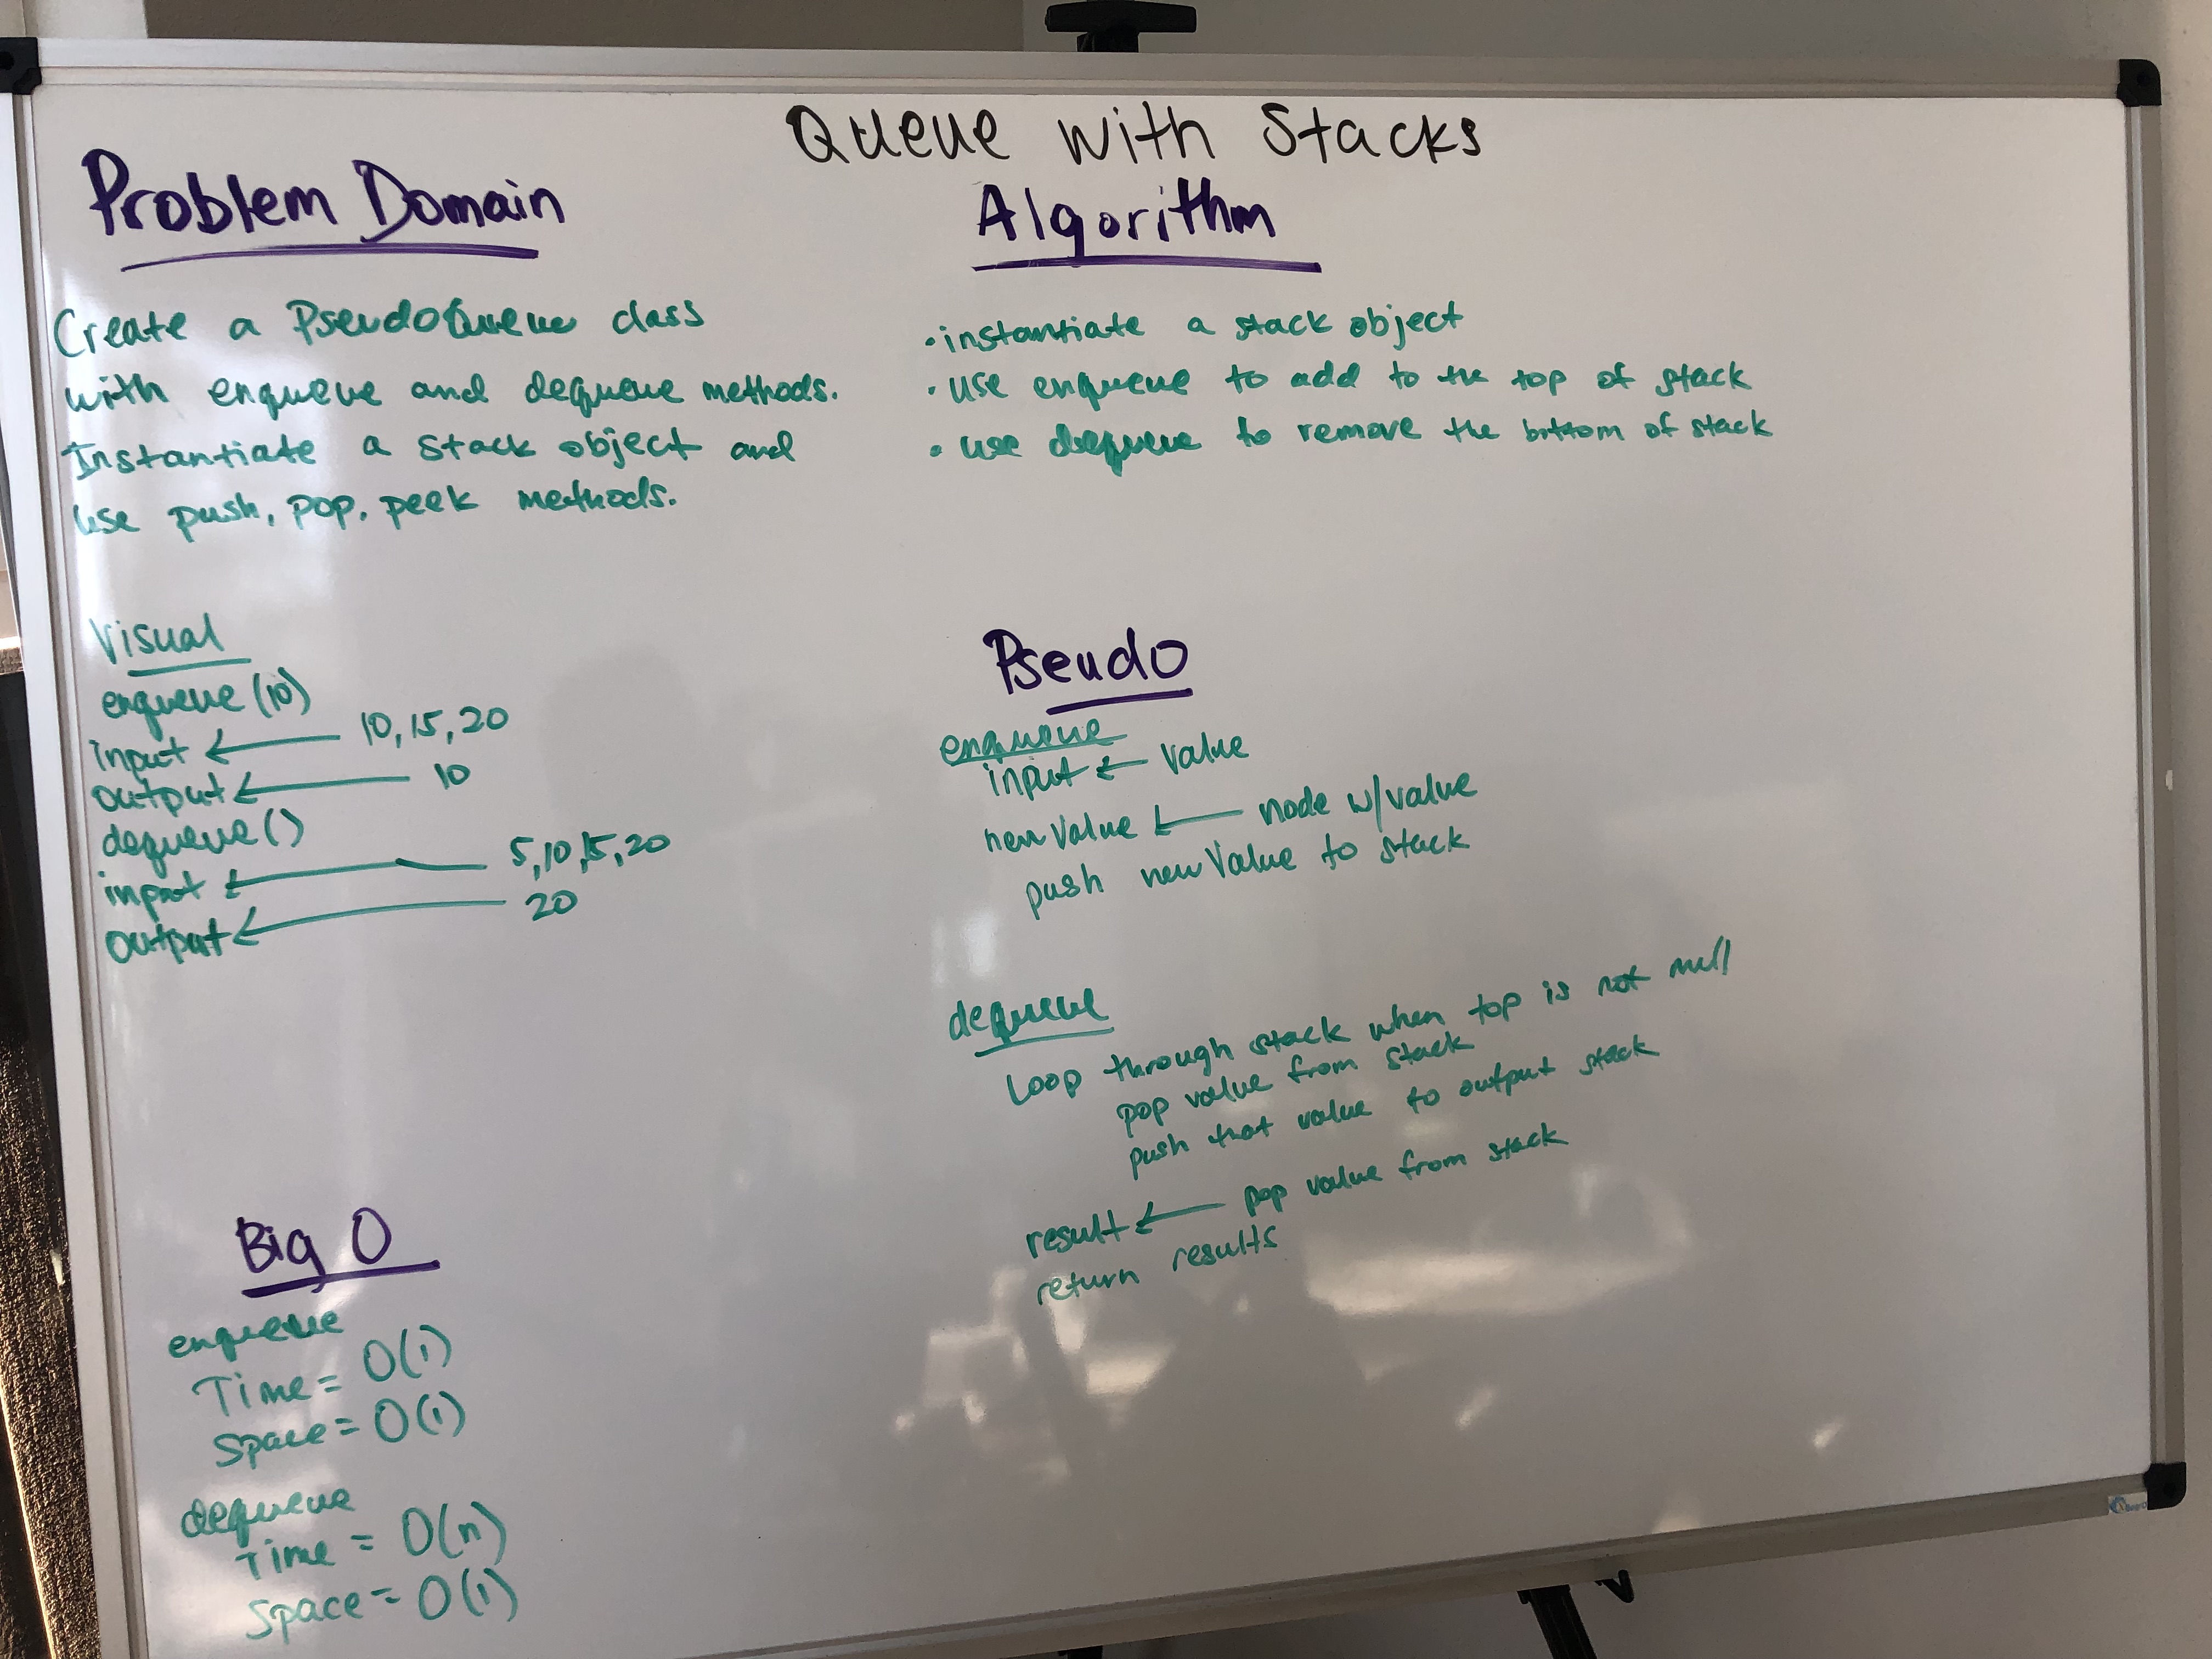 Queue with Stacks
Problem Domain
Create a PseudoQueue class
with enqueue and dequeue methods.
Instantiate a stack object and
use push, pop, peek methods.
Visual
enqueue (10)
input ← 10, 15, 20
output ← 10
dequeue ()
input ← 5, 10, 15, 20
output ← 20
Big O
enqueue
Time = O(1)
Space = O(1)
dequeue
Time = O(n)
Space = O(1)
Algorithm
• instantiate a stack object
• use enqueue to add to the top of stack
• use dequeue to remove the bottom of stack
Pseudo
enqueue
input ← value
new Value ← node w/value
push new Value to stack
dequeue
Loop through stack when top is not null
pop value from stack
push that value to output stack
result ← pop value from stack
return results